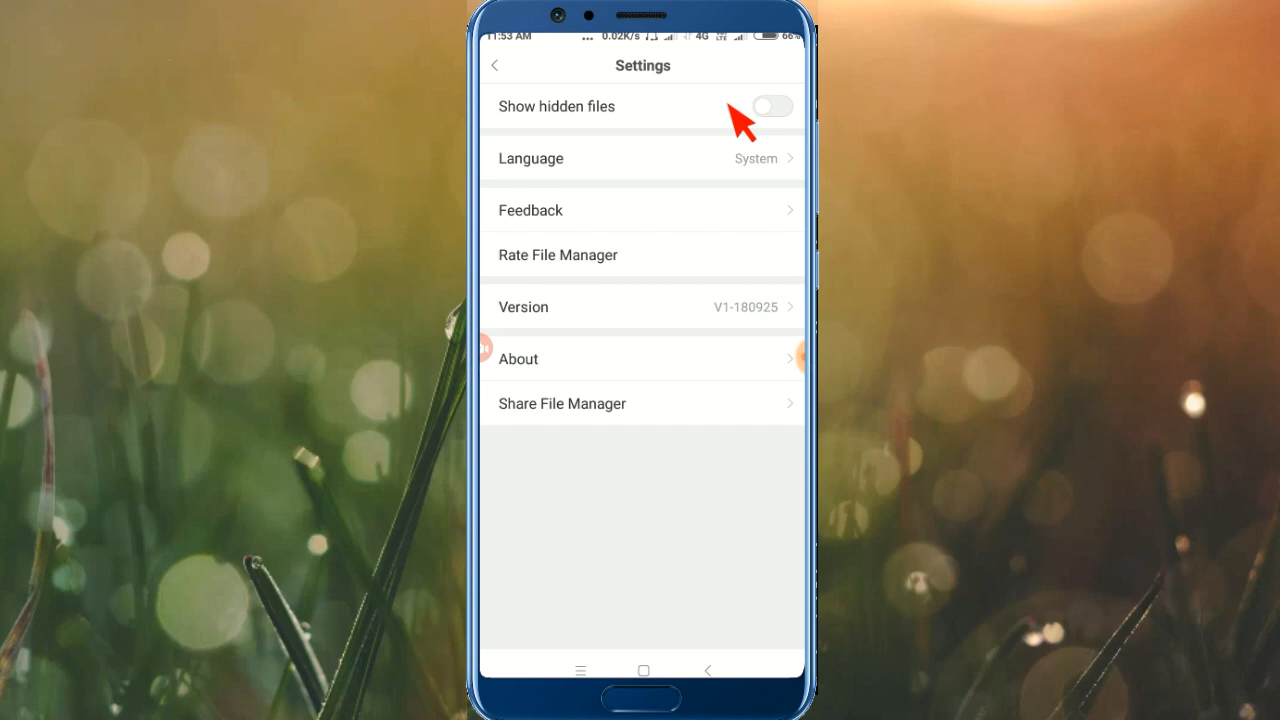 11:53 AM ... 0.02K/s 4G 66%
Settings
Show hidden files
Language System
Feedback
Rate File Manager
Version V1-180925
About
Share File Manager